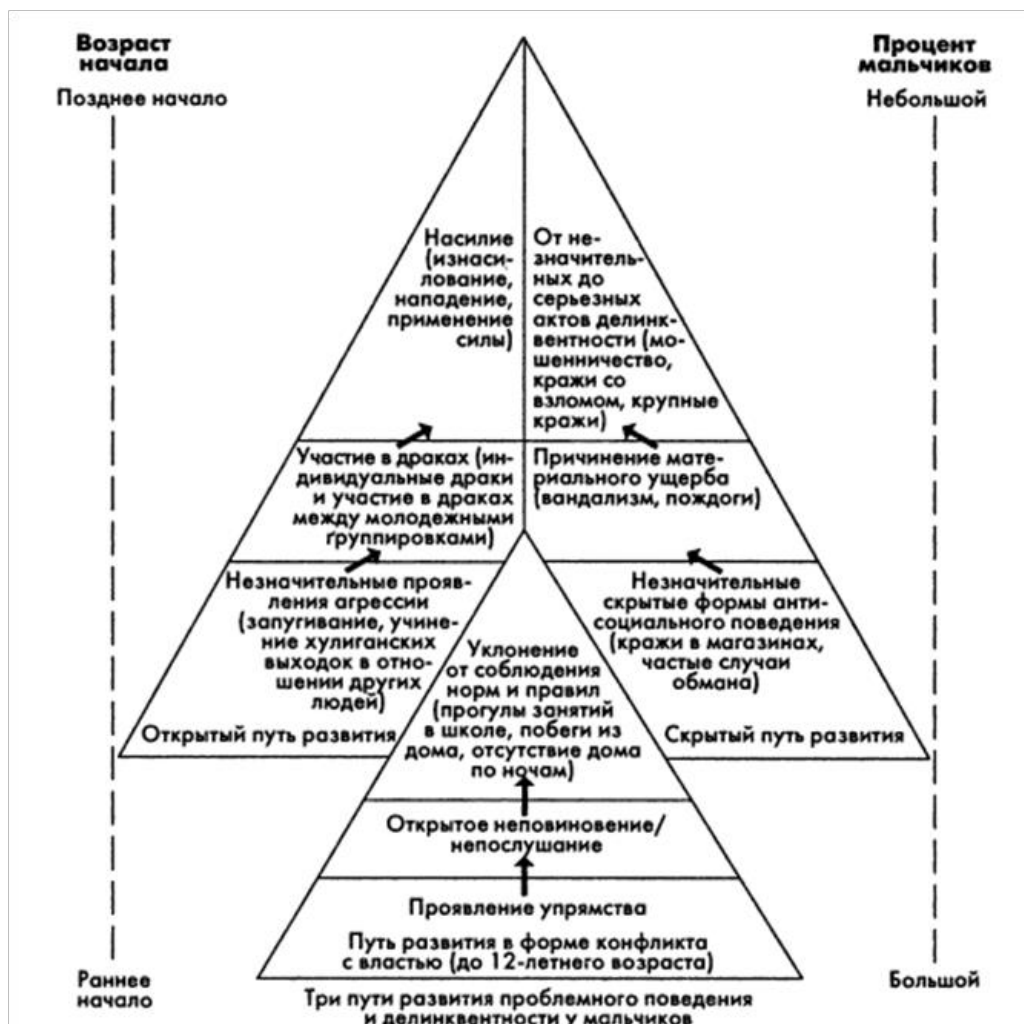 Возраст
начала
Позднее начало
Процент
мальчиков
Небольшой
Насилие
(изнаси-
лование,
нападение,
применение
силы)
От не-
значитель-
ных до
серьезных
актов делинк-
вентности (мо-
шенничество,
кражи со
взломом, крупные
кражи)
Участие в драках (ин-
дивидуальные драки
и участие в драках
между молодежными
группировками)
Причинение мате-
риального ущерба
(вандализм, пождоги)
Незначительные прояв-
ления агрессии
(запугивание, учине-
ние хулиганских
выходок в отно-
шении других
людей)
Открытый путь развития
Незначительные
скрытые формы анти-
социального поведения
(кражи в магазинах,
частые случаи
обмана)
Скрытый путь развития
Уклонение
от соблюдения
норм и правил
(прогулы занятий
в школе, побеги из
дома, отсутствие дома
по ночам)
Открытое неповиновение/
непослушание
Проявление упрямства
Путь развития в форме конфликта
с властью (до 12-летнего возраста)
Раннее
начало
Большой
Три пути развития проблемного поведения
и делинквентности у мальчиков